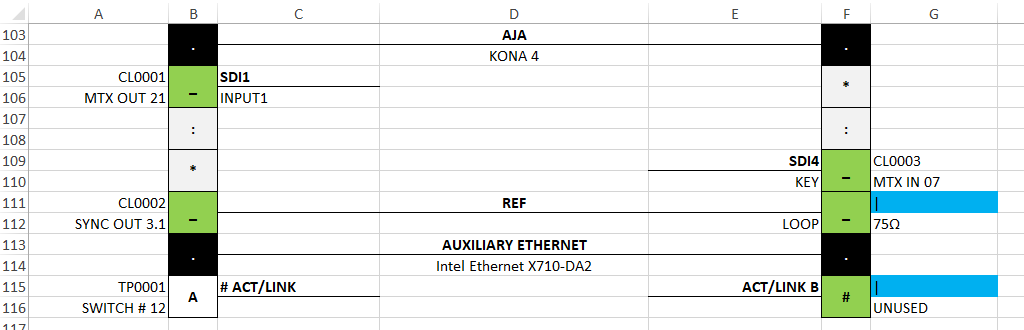 A B C D E F G
103 . AJA .
104 KONA 4
105 CL0001 _ SDI1 *
106 MTX OUT 21 INPUT1
107 : :
108
109 * SDI4 _ CL0003
110 KEY MTX IN 07
111 CL0002 _ REF _ |
112 SYNC OUT 3.1 LOOP 75Ω
113 . AUXILIARY ETHERNET .
114 Intel Ethernet X710-DA2
115 TP0001 A # ACT/LINK ACT/LINK B # |
116 SWITCH # 12 UNUSED
117